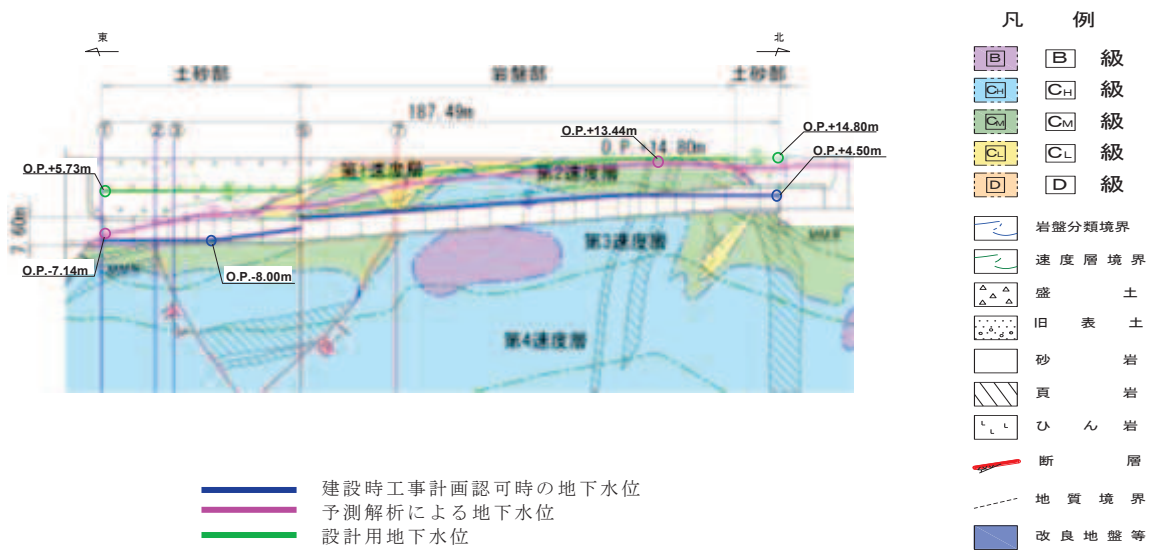 東
北
土砂部
岩盤部
土砂部
187.49m
① ② ③ ⑦
O.P.+5.73m
O.P.+13.44m
O.P.+14.80m
O.P.+14.80m
O.P.+4.50m
第1速度層
第2速度層
7.60m
第3速度層
O.P.-7.14m
O.P.-8.00m
MMR
MMR
第4速度層
建設時工事計画認可時の地下水位
予測解析による地下水位
設計用地下水位
凡 例
B B 級
CH CH 級
CM CM 級
CL CL 級
D D 級
岩盤分類境界
速度層境界
盛 土
旧 表 土
砂 岩
頁 岩
ひ ん 岩
断 層
地 質 境 界
改 良 地 盤 等